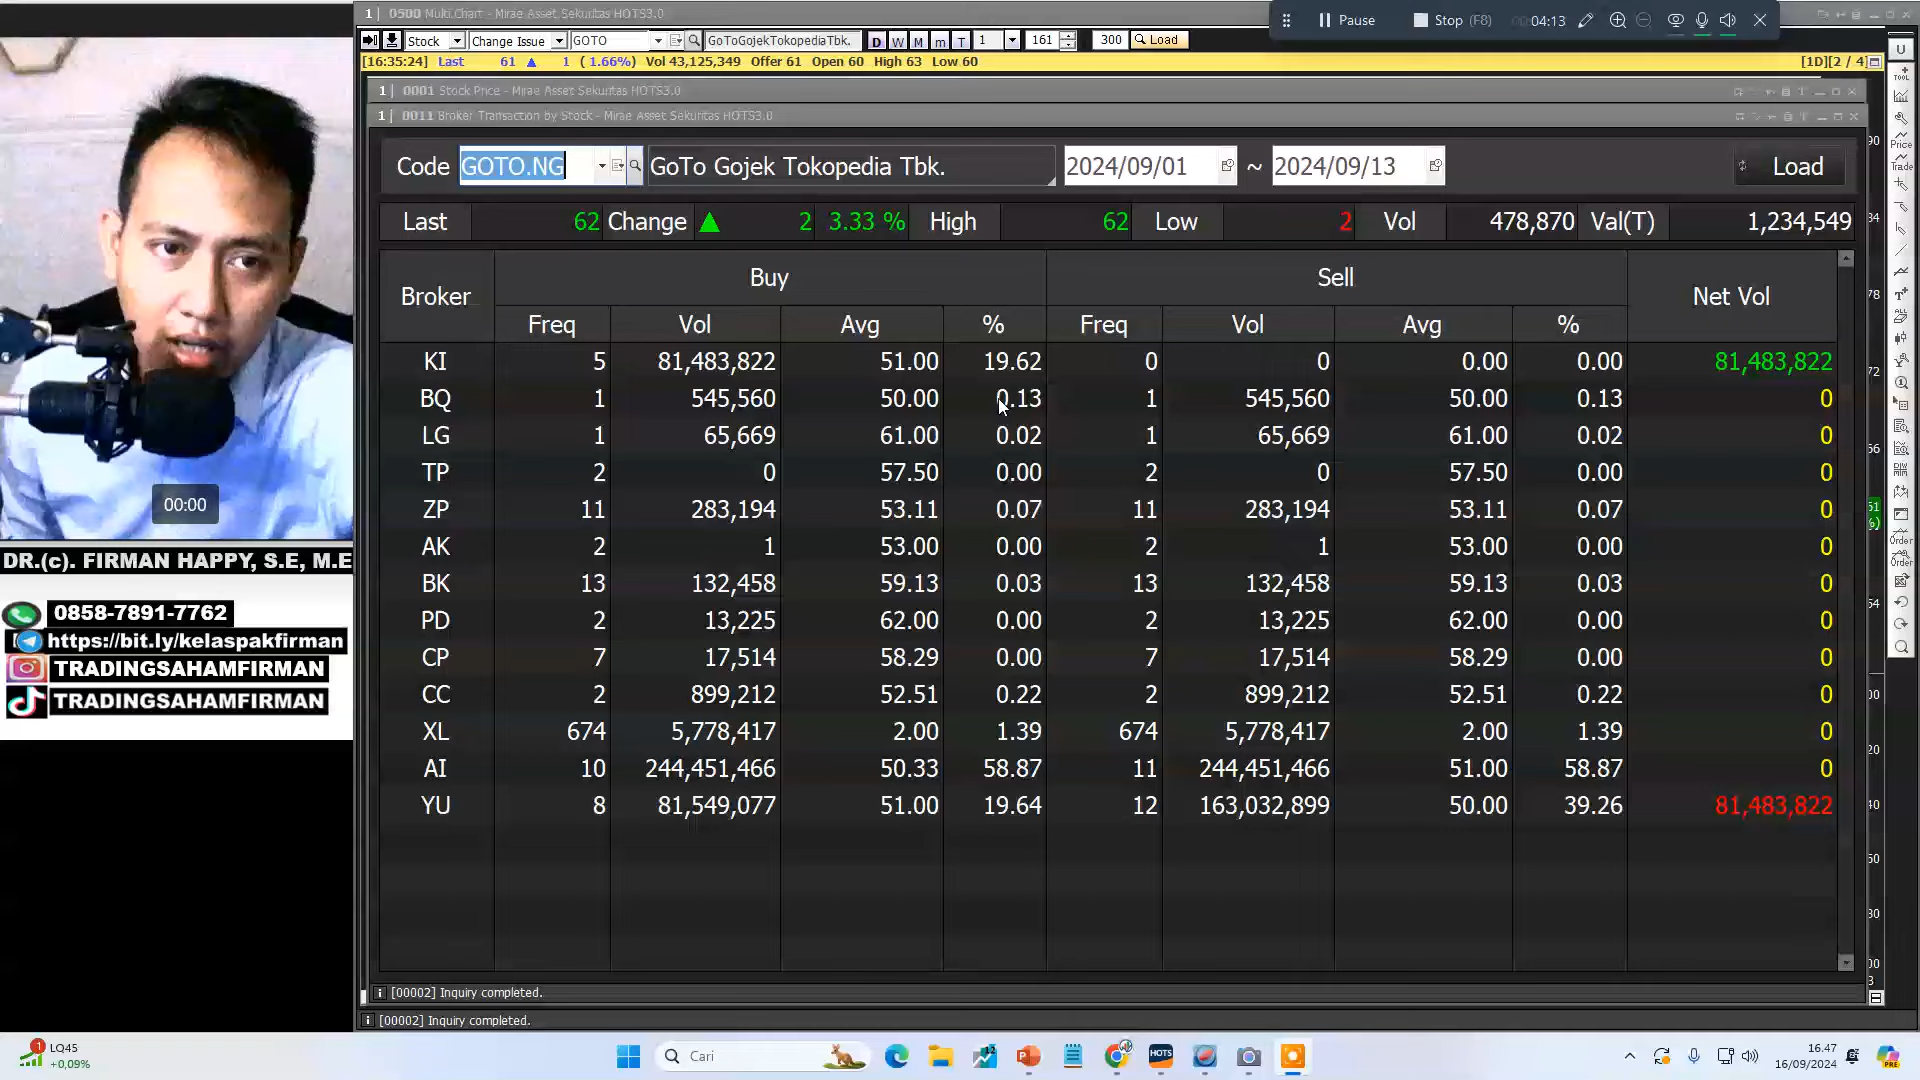 1 0500 Multi Chart - Mirae Asset Sekuritas HOTS3.0
Pause Stop (F8) 00:04:13
Stock Change Issue GOTO GoToGojekTokopediaTbk. D W M m T 1 161 300 Load
[16:35:24] Last 61 ▲ 1 ( 1.66%) Vol 43,125,349 Offer 61 Open 60 High 63 Low 60 [1D][2 / 4]
1 0001 Stock Price - Mirae Asset Sekuritas HOTS3.0
1 0011 Broker Transaction by Stock - Mirae Asset Sekuritas HOTS3.0
Code GOTO.NG GoTo Gojek Tokopedia Tbk. 2024/09/01 ~ 2024/09/13 Load
Last 62 Change ▲ 2 3.33 % High 62 Low 2 Vol 478,870 Val(T) 1,234,549
Broker Buy Sell Net Vol
Freq Vol Avg % Freq Vol Avg %
KI 5 81,483,822 51.00 19.62 0 0 0.00 0.00 81,483,822
BQ 1 545,560 50.00 0.13 1 545,560 50.00 0.13 0
LG 1 65,669 61.00 0.02 1 65,669 61.00 0.02 0
TP 2 0 57.50 0.00 2 0 57.50 0.00 0
ZP 11 283,194 53.11 0.07 11 283,194 53.11 0.07 0
AK 2 1 53.00 0.00 2 1 53.00 0.00 0
BK 13 132,458 59.13 0.03 13 132,458 59.13 0.03 0
PD 2 13,225 62.00 0.00 2 13,225 62.00 0.00 0
CP 7 17,514 58.29 0.00 7 17,514 58.29 0.00 0
CC 2 899,212 52.51 0.22 2 899,212 52.51 0.22 0
XL 674 5,778,417 2.00 1.39 674 5,778,417 2.00 1.39 0
AI 10 244,451,466 50.33 58.87 11 244,451,466 51.00 58.87 0
YU 8 81,549,077 51.00 19.64 12 163,032,899 50.00 39.26 81,483,822
[00002] Inquiry completed.
[00002] Inquiry completed.
00:00
DR.(c). FIRMAN HAPPY, S.E, M.E
0858-7891-7762
https://bit.ly/kelaspakfirman
TRADINGSAHAMFIRMAN
TRADINGSAHAMFIRMAN
U
TOOL
Price
Trade
Order
Order
1
LQ45
+0,09%
Cari
HOTS
16.47
16/09/2024
PRE